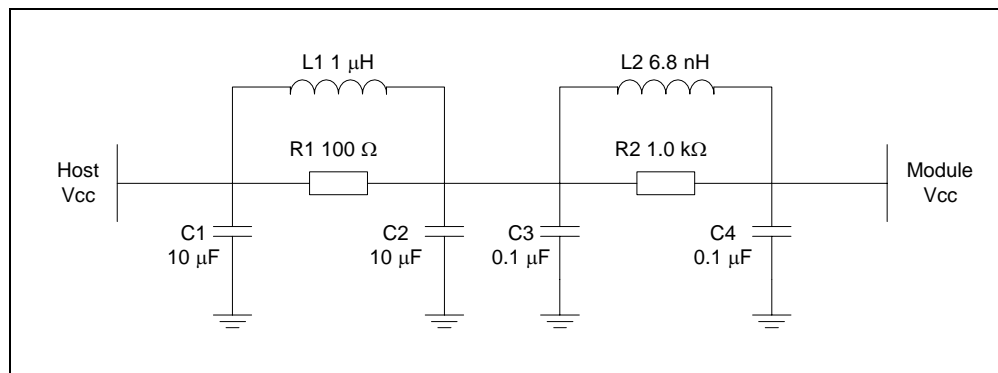 L1 1 μH
L2 6.8 nH
R1 100 Ω
R2 1.0 kΩ
Host
Vcc
Module
Vcc
C1
10 μF
C2
10 μF
C3
0.1 μF
C4
0.1 μF